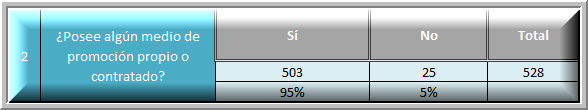 2
¿Posee algún medio de
promoción propio o
contratado?
Sí No Total
503 25 528
95% 5%